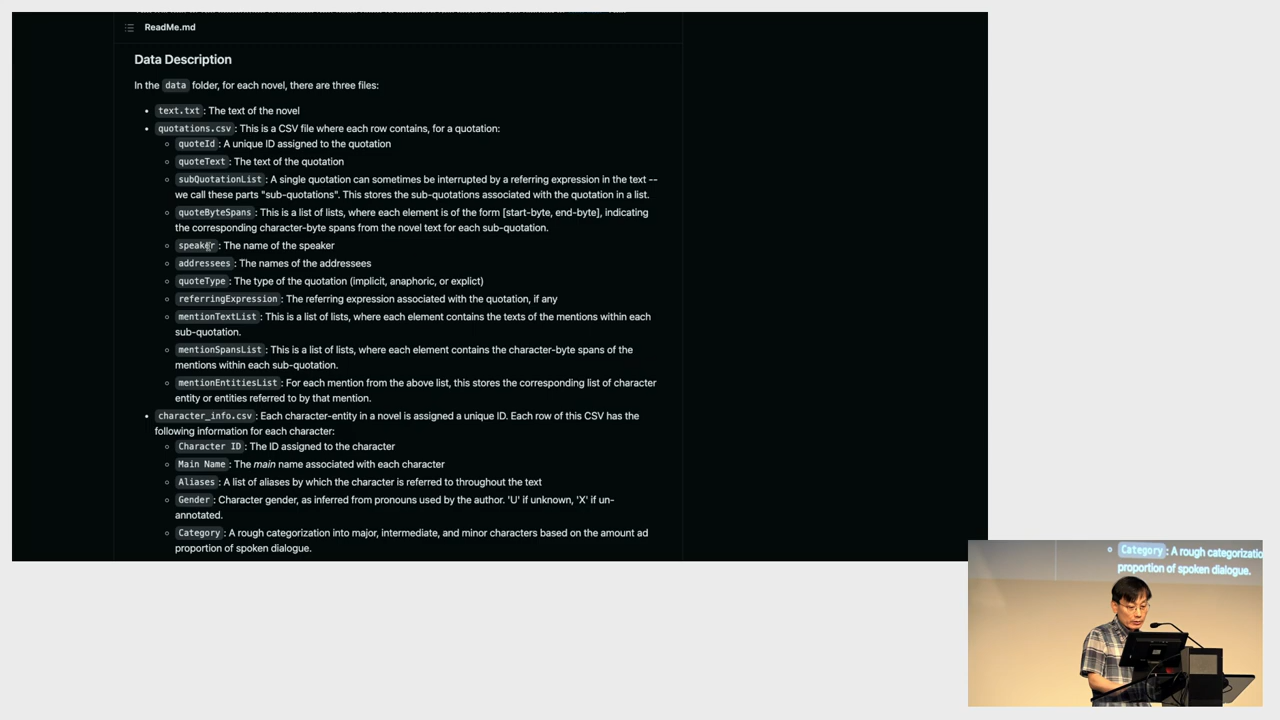 ReadMe.md
Data Description
In the data folder, for each novel, there are three files:
text.txt : The text of the novel
quotations.csv : This is a CSV file where each row contains, for a quotation:
quoteId : A unique ID assigned to the quotation
quoteText : The text of the quotation
subQuotationList : A single quotation can sometimes be interrupted by a referring expression in the text --
we call these parts "sub-quotations". This stores the sub-quotations associated with the quotation in a list.
quoteByteSpans : This is a list of lists, where each element is of the form [start-byte, end-byte], indicating
the corresponding character-byte spans from the novel text for each sub-quotation.
speaker : The name of the speaker
addressees : The names of the addressees
quoteType : The type of the quotation (implicit, anaphoric, or explict)
referringExpression : The referring expression associated with the quotation, if any
mentionTextList : This is a list of lists, where each element contains the texts of the mentions within each
sub-quotation.
mentionSpansList : This is a list of lists, where each element contains the character-byte spans of the
mentions within each sub-quotation.
mentionEntitiesList : For each mention from the above list, this stores the corresponding list of character
entity or entities referred to by that mention.
character_info.csv : Each character-entity in a novel is assigned a unique ID. Each row of this CSV has the
following information for each character:
Character ID : The ID assigned to the character
Main Name : The main name associated with each character
Aliases : A list of aliases by which the character is referred to throughout the text
Gender : Character gender, as inferred from pronouns used by the author. 'U' if unknown, 'X' if un-
annotated.
Category : A rough categorization into major, intermediate, and minor characters based on the amount ad
proportion of spoken dialogue.
Category : A rough categorizatio
proportion of spoken dialogue.